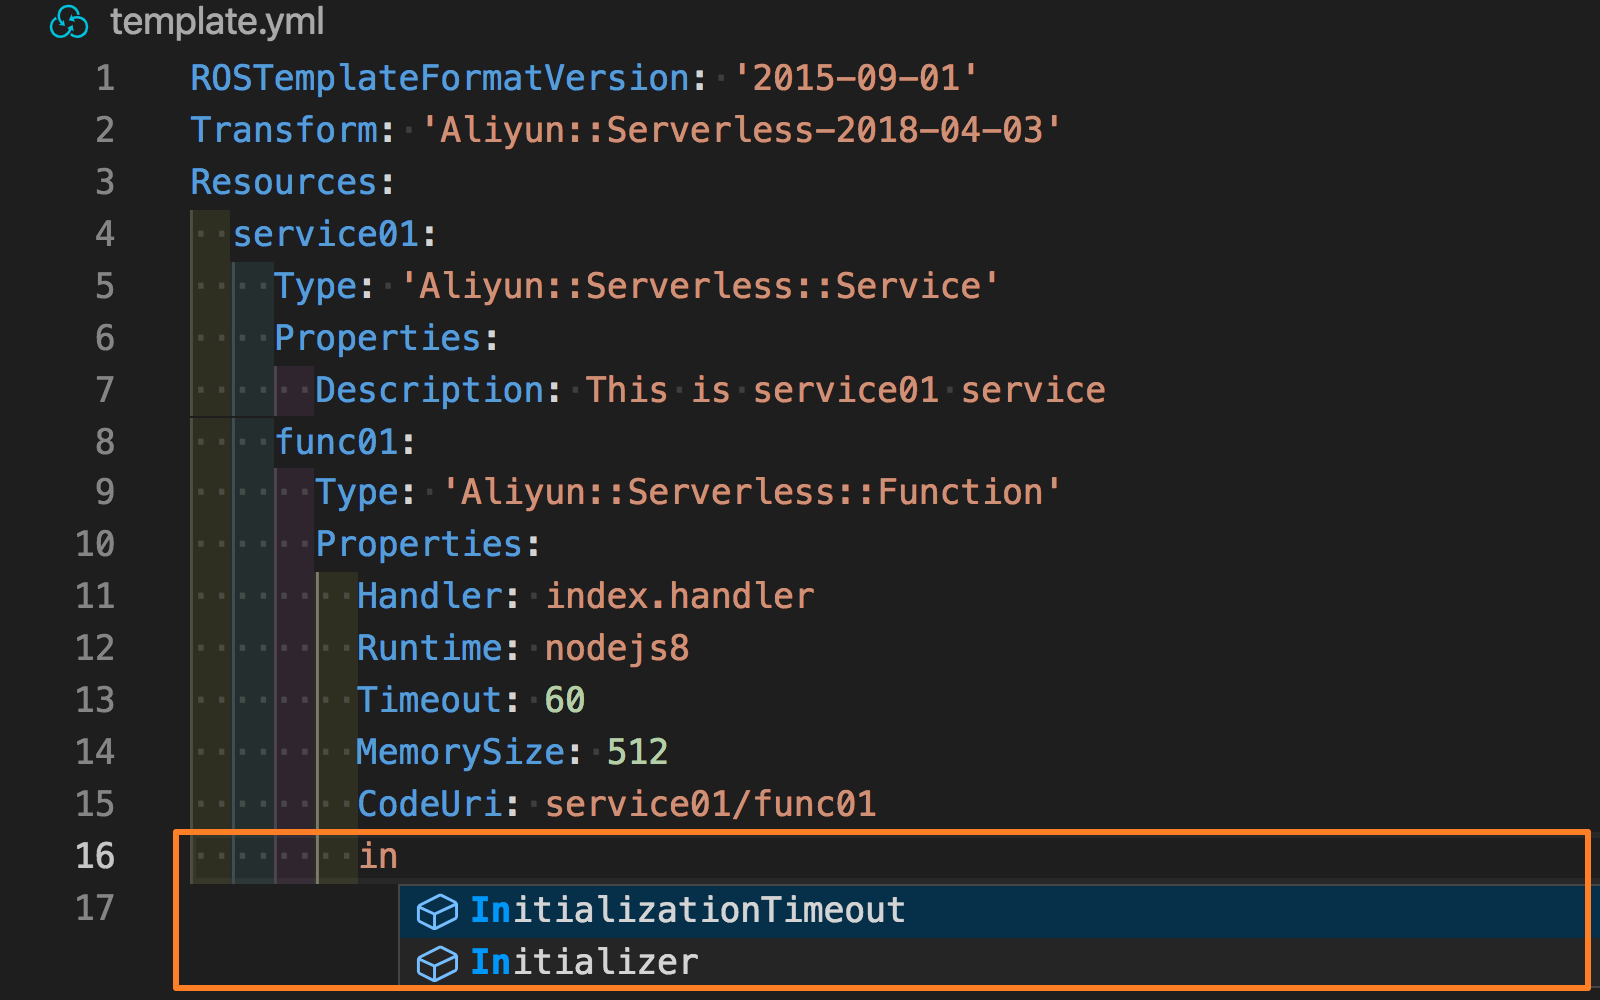 template.yml
1 ROSTemplateFormatVersion: '2015-09-01'
2 Transform: 'Aliyun::Serverless-2018-04-03'
3 Resources:
4   service01:
5     Type: 'Aliyun::Serverless::Service'
6     Properties:
7       Description: This is service01 service
8     func01:
9       Type: 'Aliyun::Serverless::Function'
10       Properties:
11         Handler: index.handler
12         Runtime: nodejs8
13         Timeout: 60
14         MemorySize: 512
15         CodeUri: service01/func01
16         in
17 InitializationTimeout
Initializer